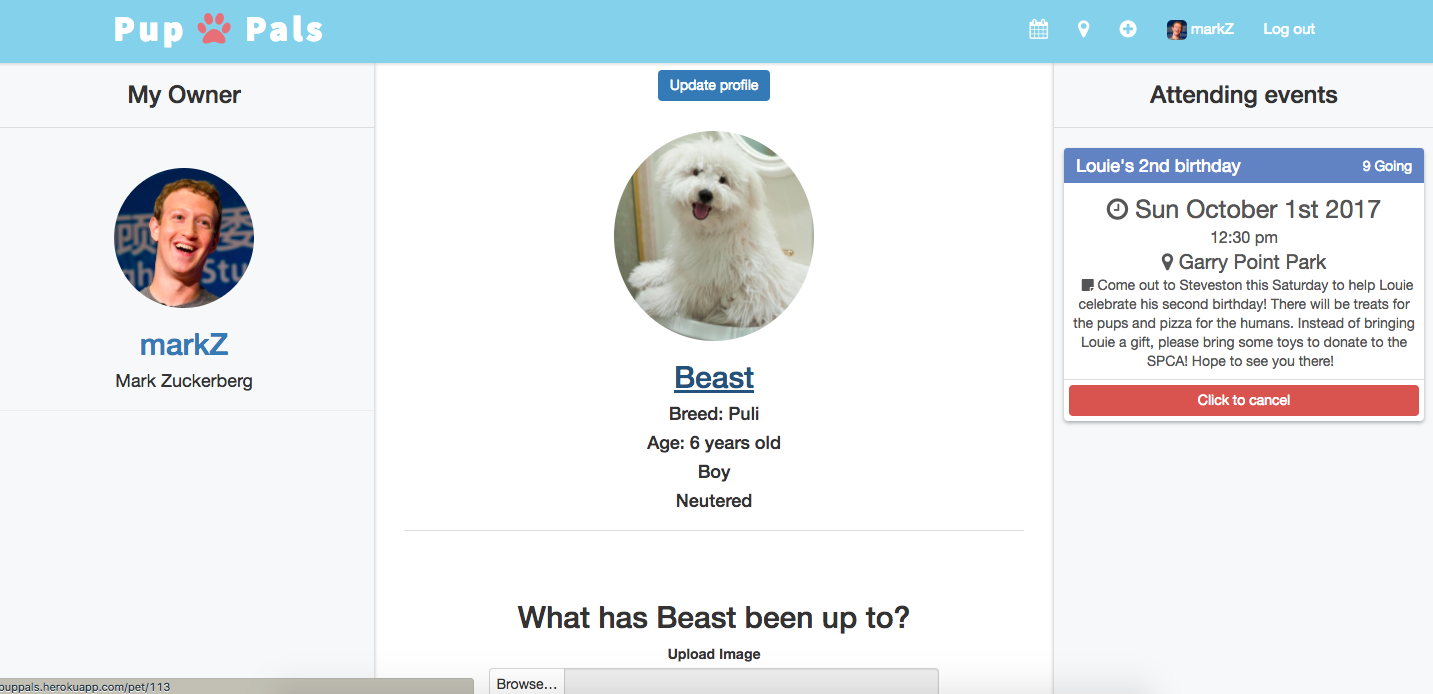 Pup Pals
markZ
Log out
My Owner
markZ
Mark Zuckerberg
Update profile
Beast
Breed: Puli
Age: 6 years old
Boy
Neutered
What has Beast been up to?
Upload Image
Browse...
Attending events
Louie's 2nd birthday
9 Going
Sun October 1st 2017
12:30 pm
Garry Point Park
Come out to Steveston this Saturday to help Louie
celebrate his second birthday! There will be treats for
the pups and pizza for the humans. Instead of bringing
Louie a gift, please bring some toys to donate to the
SPCA! Hope to see you there!
Click to cancel
puppals.herokuapp.com/pet/113